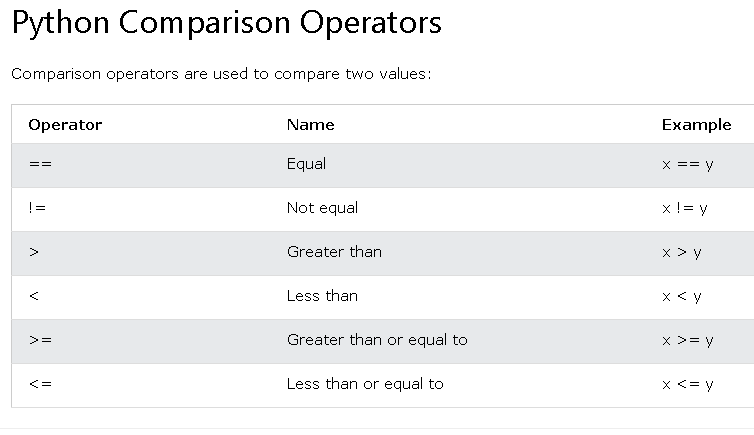 Python Comparison Operators
Comparison operators are used to compare two values:
Operator Name Example
== Equal x == y
!= Not equal x != y
> Greater than x > y
< Less than x < y
>= Greater than or equal to x >= y
<= Less than or equal to x <= y